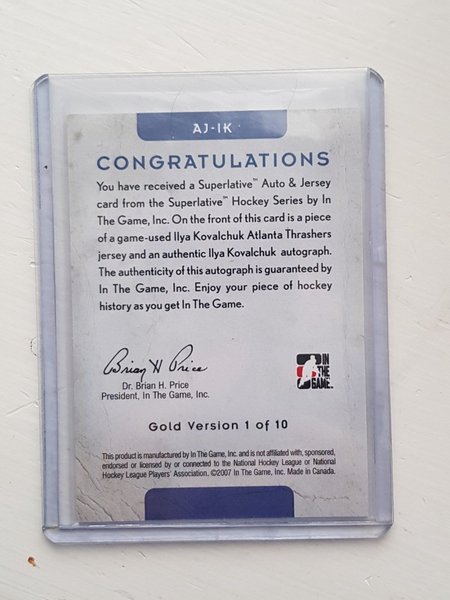 AJ-IK
CONGRATULATIONS
You have received a Superlative™ Auto & Jersey
card from the Superlative™ Hockey Series by In
The Game, Inc. On the front of this card is a piece
of a game-used Ilya Kovalchuk Atlanta Thrashers
jersey and an authentic Ilya Kovalchuk autograph.
The authenticity of this autograph is guaranteed by
In The Game, Inc. Enjoy your piece of hockey
history as you get In The Game.
Brian H Price
Dr. Brian H. Price
President, In The Game, Inc.
IN
THE
GAME
Gold Version 1 of 10
This product is manufactured by In The Game, Inc. and is not affiliated with, sponsored,
endorsed or licensed by or connected to the National Hockey League or National
Hockey League Players' Association. ©2007 In The Game, Inc. Made in Canada.